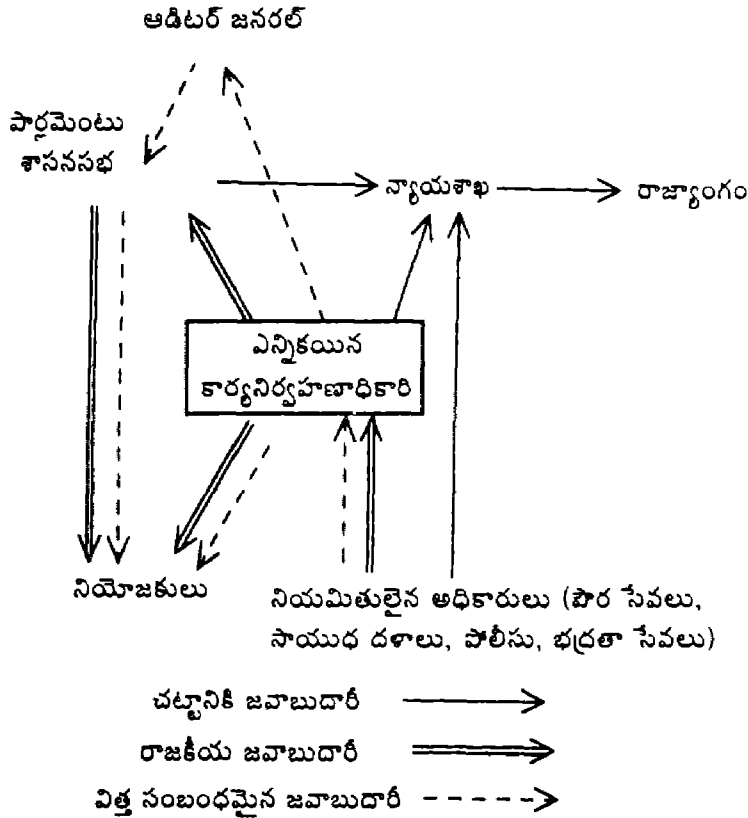 ఆడిటర్ జనరల్
పార్లమెంటు
శాసనసభ
న్యాయశాఖ
రాజ్యాంగం
ఎన్నికయిన
కార్యనిర్వహణాధికారి
నియోజకులు
నియమితులైన అధికారులు (పౌర సేవలు,
సాయుధ దళాలు, పోలీసు, భద్రతా సేవలు)
చట్టానికి జవాబుదారీ
రాజకీయ జవాబుదారీ
విత్త సంబంధమైన జవాబుదారీ